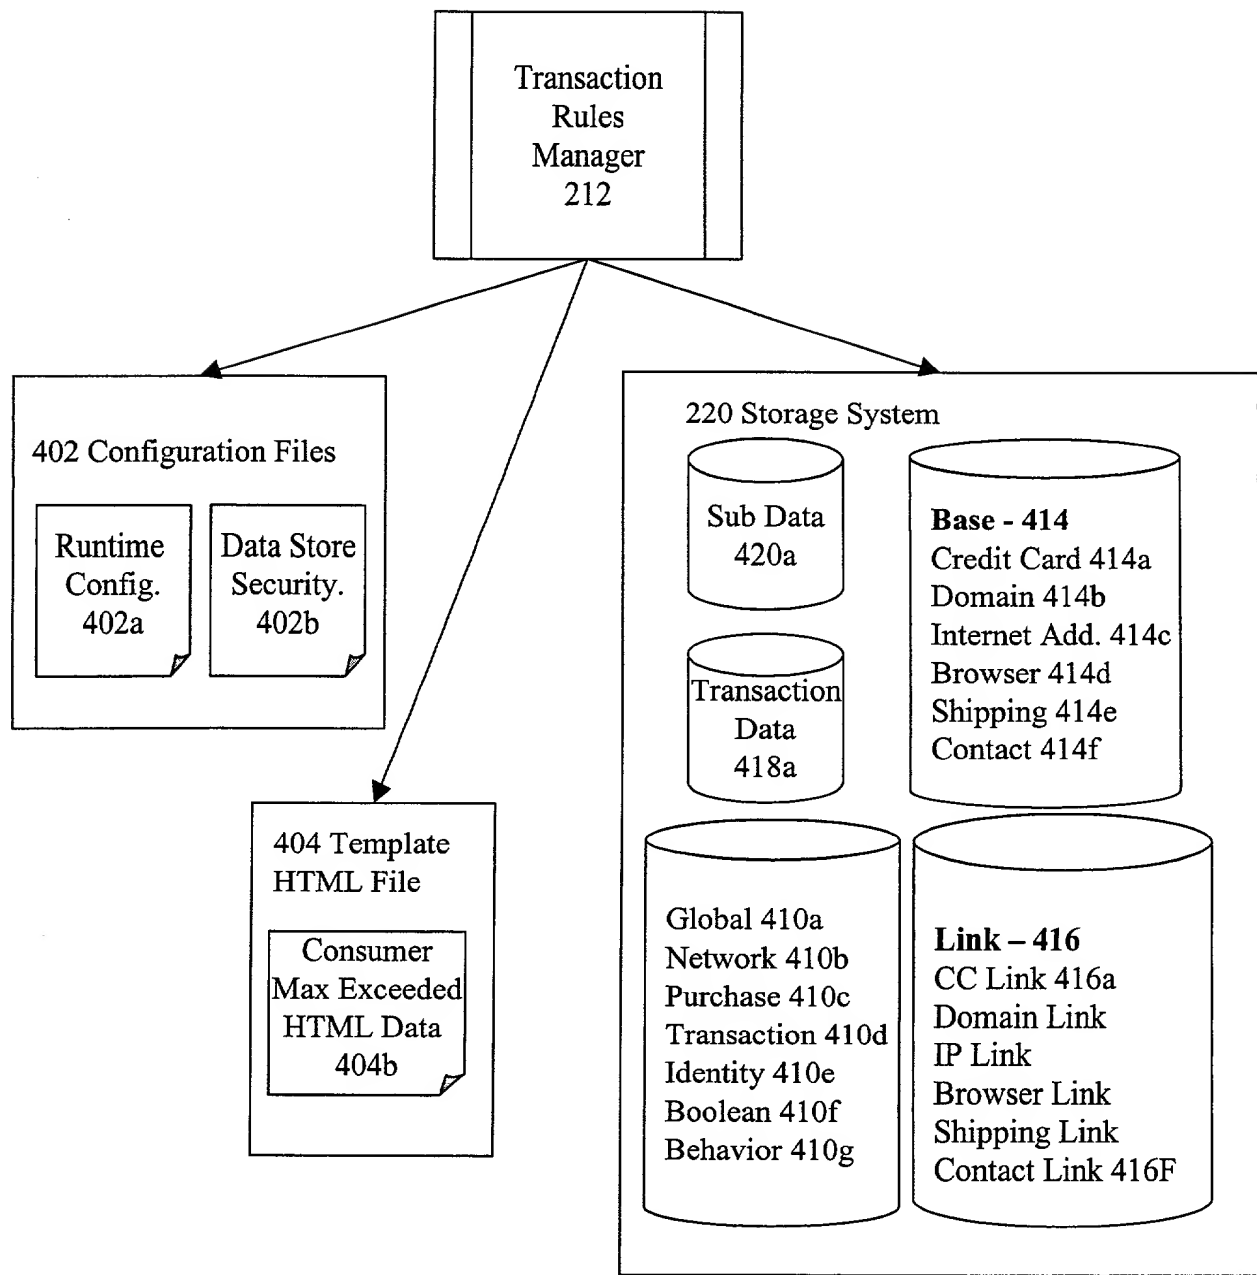 Transaction
Rules
Manager
212
402 Configuration Files
Runtime
Config.
402a
Data Store
Security.
402b
404 Template
HTML File
Consumer
Max Exceeded
HTML Data
404b
220 Storage System
Sub Data
420a
Transaction
Data
418a
Base - 414
Credit Card 414a
Domain 414b
Internet Add. 414c
Browser 414d
Shipping 414e
Contact 414f
Global 410a
Network 410b
Purchase 410c
Transaction 410d
Identity 410e
Boolean 410f
Behavior 410g
Link – 416
CC Link 416a
Domain Link
IP Link
Browser Link
Shipping Link
Contact Link 416F